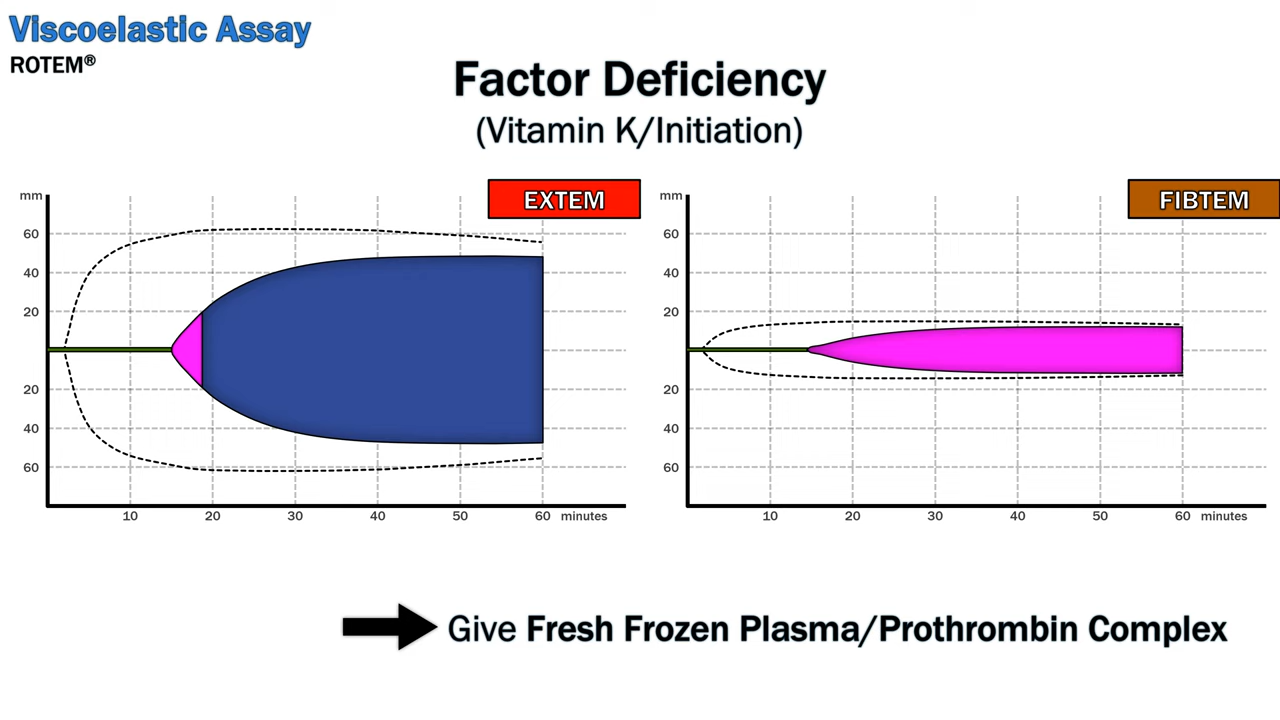 Viscoelastic Assay
ROTEM®
Factor Deficiency
(Vitamin K/Initiation)
mm
EXTEM
60
40
20
20
40
60
10 20 30 40 50 60 minutes
mm
FIBTEM
60
40
20
20
40
60
10 20 30 40 50 60 minutes
Give Fresh Frozen Plasma/Prothrombin Complex